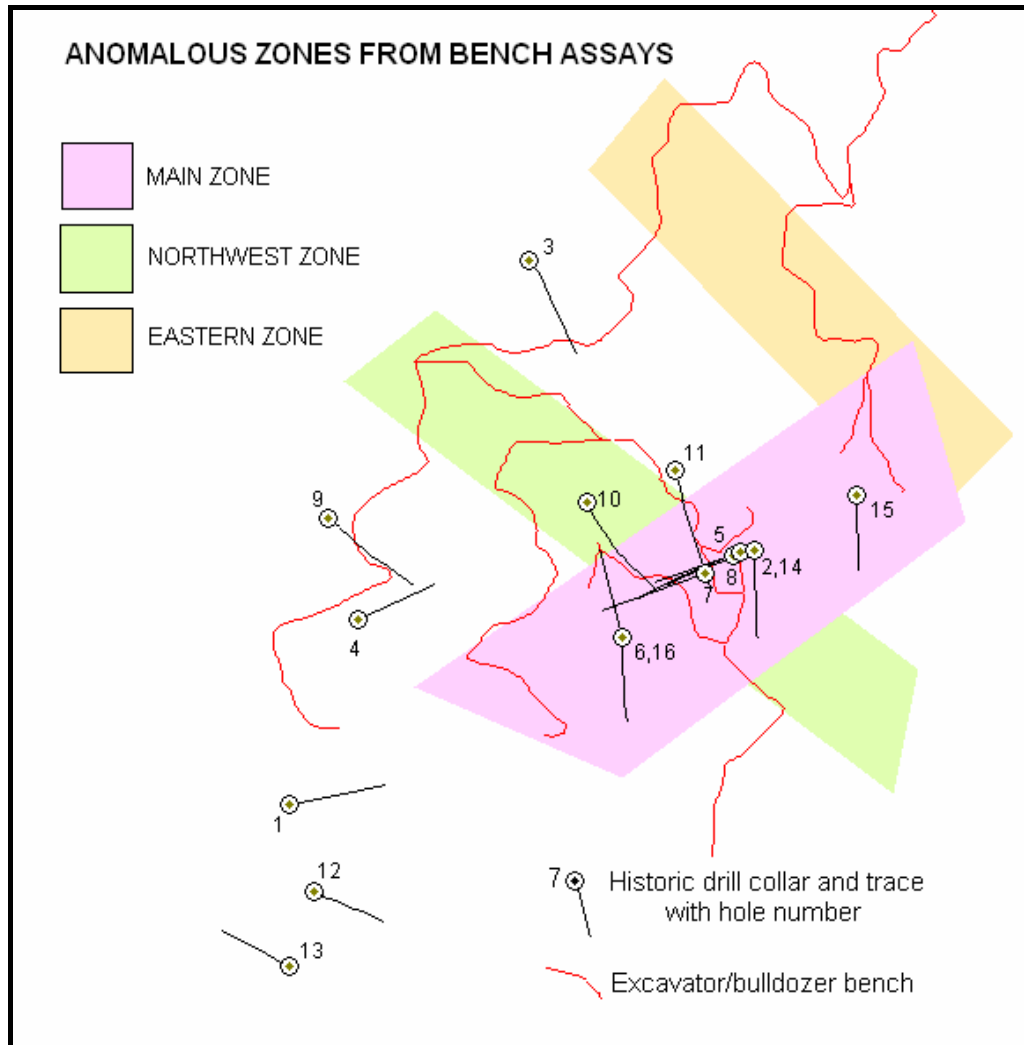 ANOMALOUS ZONES FROM BENCH ASSAYS
MAIN ZONE
NORTHWEST ZONE
EASTERN ZONE
3
11
10
9
15
5
8
2,14
7
4
6,16
1
12
13
7
Historic drill collar and trace
with hole number
Excavator/bulldozer bench